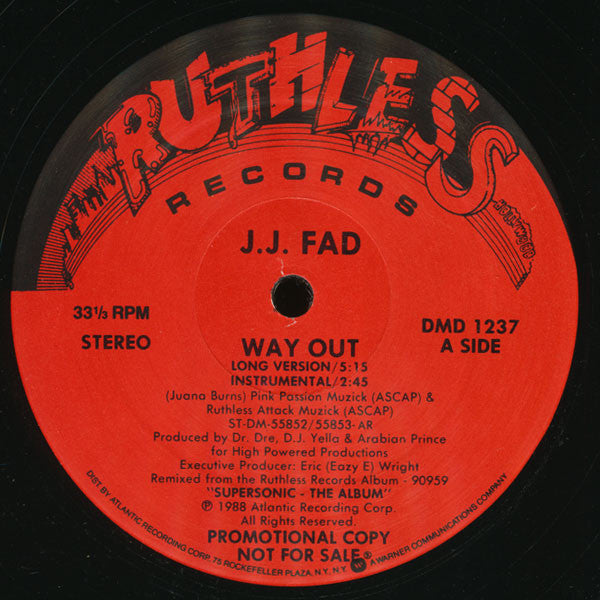 RUTHLESS
RECORDS
J.J. FAD
33⅓ RPM
STEREO
DMD 1237
A SIDE
WAY OUT
LONG VERSION/5:15
INSTRUMENTAL/2:45
(Juana Burns) Pink Passion Muzick (ASCAP) &
Ruthless Attack Muzick (ASCAP)
ST-DM-55852/55853-AR
Produced by Dr. Dre, D.J. Yella & Arabian Prince
for High Powered Productions
Executive Producer: Eric (Eazy E) Wright
Remixed from the Ruthless Records Album - 90959
"SUPERSONIC - THE ALBUM"
℗ 1988 Atlantic Recording Corp.
All Rights Reserved.
PROMOTIONAL COPY
NOT FOR SALE
DIST. BY ATLANTIC RECORDING CORP. 75 ROCKEFELLER PLAZA, N.Y. N.Y. ® A WARNER COMMUNICATIONS COMPANY